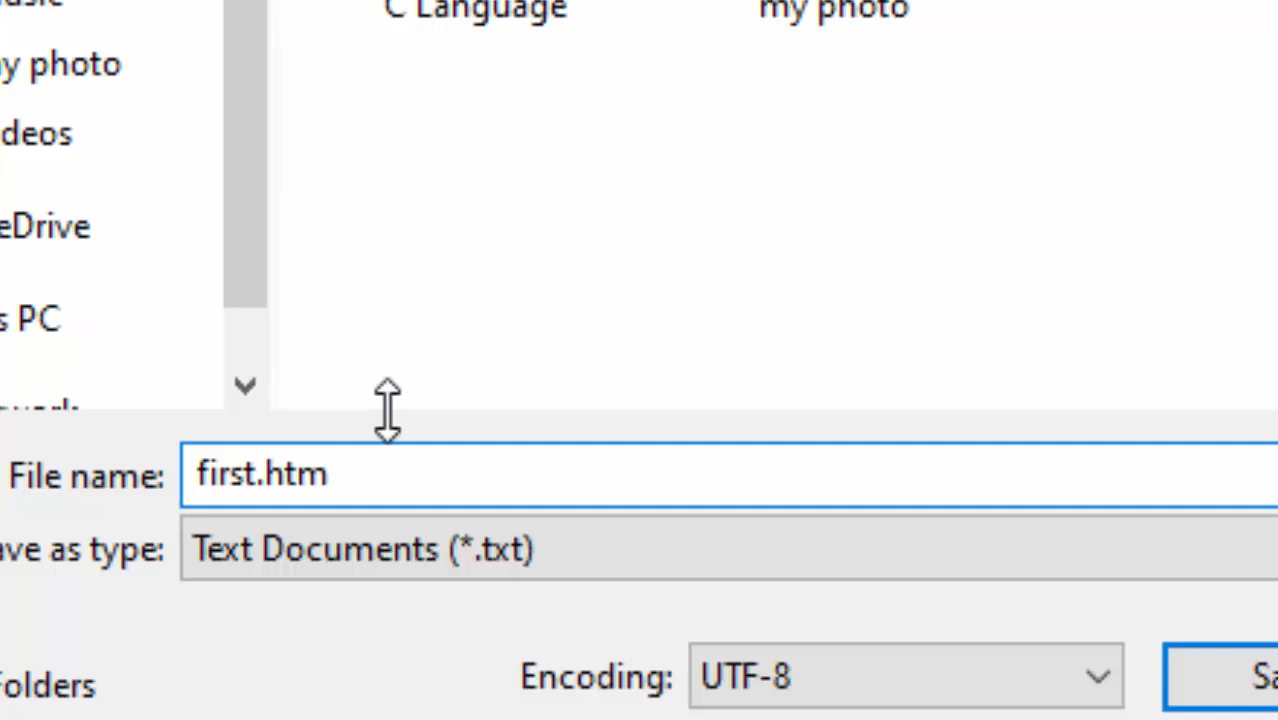 C Language
my photo
y photo
deos
eDrive
s PC
File name:
first.htm
ave as type:
Text Documents (*.txt)
Folders
Encoding:
UTF-8
Sa